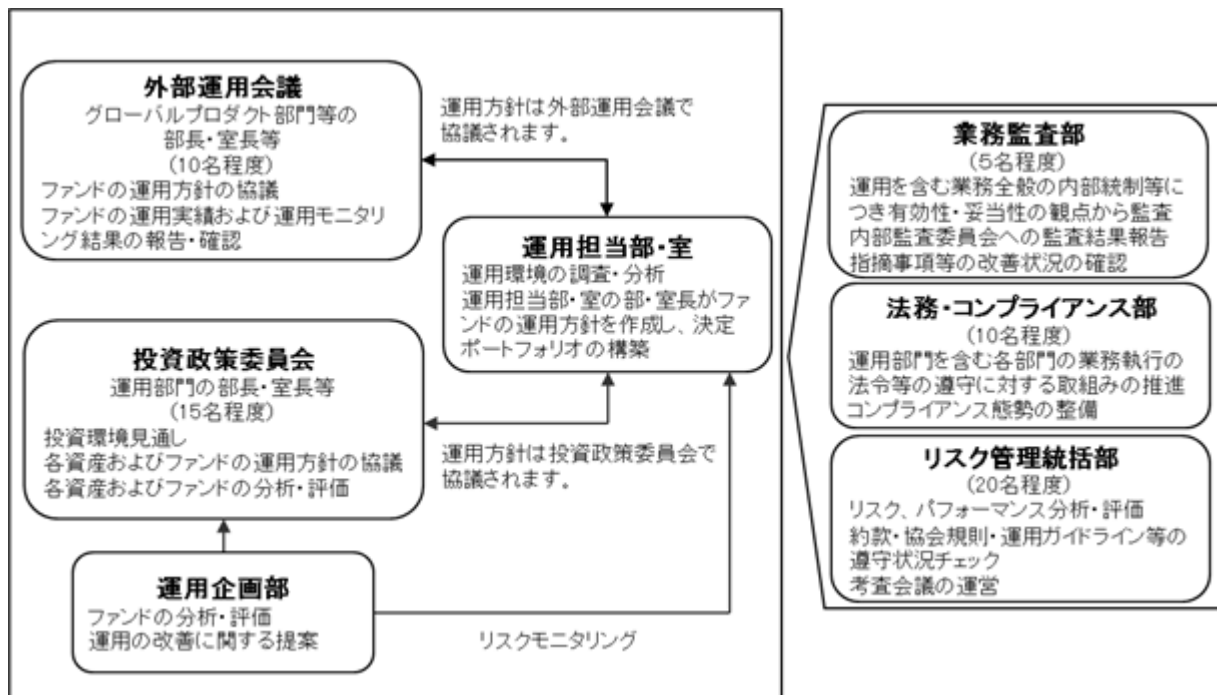 外部運用会議
グローバルプロダクト部門等の
部長・室長等
(10名程度)
ファンドの運用方針の協議
ファンドの運用実績および運用モニタリ
ング結果の報告・確認
運用方針は外部運用会議で
協議されます。
運用担当部・室
運用環境の調査・分析
運用担当部・室の部・室長がファ
ンドの運用方針を作成し、決定
ポートフォリオの構築
投資政策委員会
運用部門の部長・室長等
(15名程度)
投資環境見通し
各資産およびファンドの運用方針の協議
各資産およびファンドの分析・評価
運用方針は投資政策委員会で
協議されます。
運用企画部
ファンドの分析・評価
運用の改善に関する提案
リスクモニタリング
業務監査部
(5名程度)
運用を含む業務全般の内部統制等に
つき有効性・妥当性の観点から監査
内部監査委員会への監査結果報告
指摘事項等の改善状況の確認
法務・コンプライアンス部
(10名程度)
運用部門を含む各部門の業務執行の
法令等の遵守に対する取組みの推進
コンプライアンス態勢の整備
リスク管理統括部
(20名程度)
リスク、パフォーマンス分析・評価
約款・協会規則・運用ガイドライン等の
遵守状況チェック
考査会議の運営